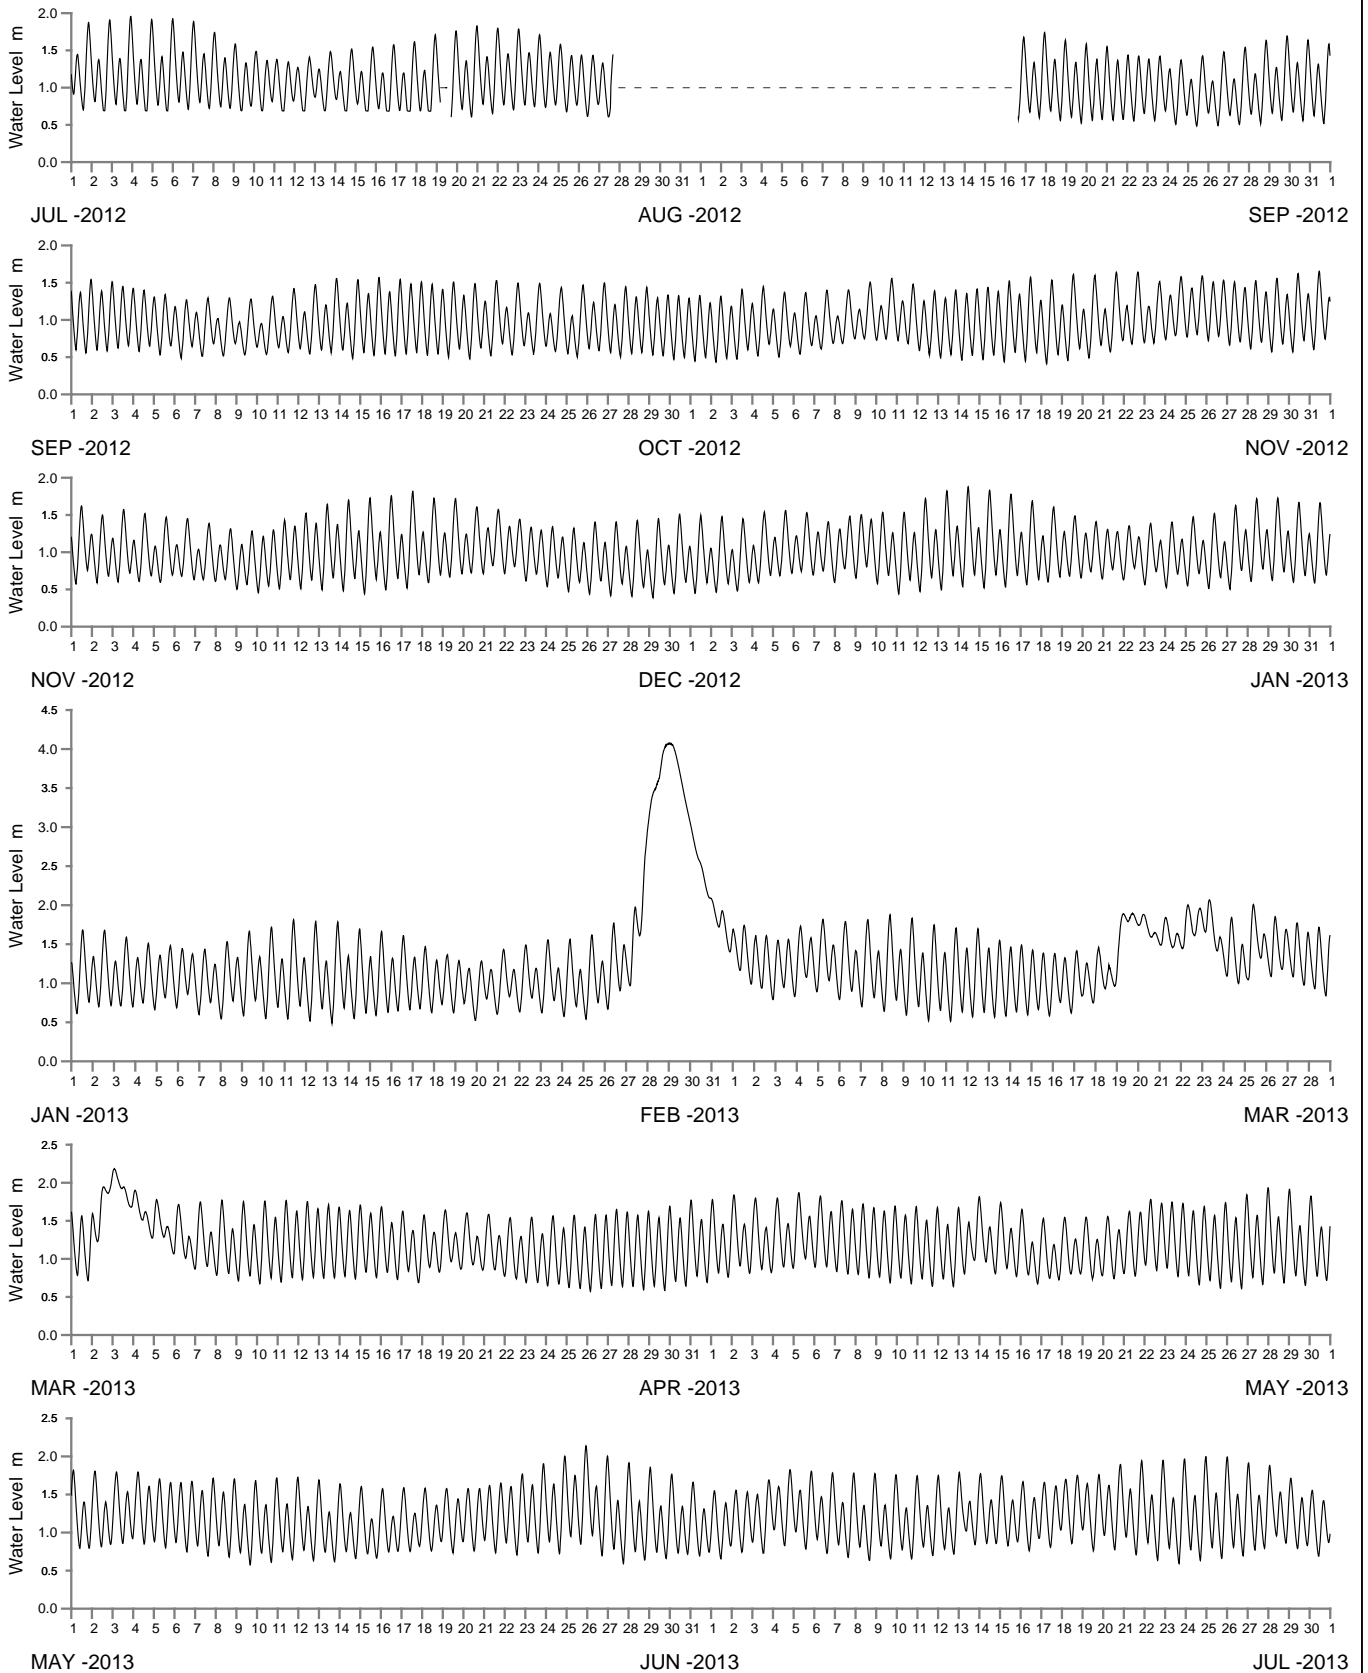 Water Level m
2.0
1.5
1.0
0.5
0.0
1 2 3 4 5 6 7 8 9 10 11 12 13 14 15 16 17 18 19 20 21 22 23 24 25 26 27 28 29 30 31 1 2 3 4 5 6 7 8 9 10 11 12 13 14 15 16 17 18 19 20 21 22 23 24 25 26 27 28 29 30 31 1
JUL -2012 AUG -2012 SEP -2012
Water Level m
2.0
1.5
1.0
0.5
0.0
1 2 3 4 5 6 7 8 9 10 11 12 13 14 15 16 17 18 19 20 21 22 23 24 25 26 27 28 29 30 1 2 3 4 5 6 7 8 9 10 11 12 13 14 15 16 17 18 19 20 21 22 23 24 25 26 27 28 29 30 31 1
SEP -2012 OCT -2012 NOV -2012
Water Level m
2.0
1.5
1.0
0.5
0.0
1 2 3 4 5 6 7 8 9 10 11 12 13 14 15 16 17 18 19 20 21 22 23 24 25 26 27 28 29 30 1 2 3 4 5 6 7 8 9 10 11 12 13 14 15 16 17 18 19 20 21 22 23 24 25 26 27 28 29 30 31 1
NOV -2012 DEC -2012 JAN -2013
Water Level m
4.5
4.0
3.5
3.0
2.5
2.0
1.5
1.0
0.5
0.0
1 2 3 4 5 6 7 8 9 10 11 12 13 14 15 16 17 18 19 20 21 22 23 24 25 26 27 28 29 30 31 1 2 3 4 5 6 7 8 9 10 11 12 13 14 15 16 17 18 19 20 21 22 23 24 25 26 27 28 1
JAN -2013 FEB -2013 MAR -2013
Water Level m
2.5
2.0
1.5
1.0
0.5
0.0
1 2 3 4 5 6 7 8 9 10 11 12 13 14 15 16 17 18 19 20 21 22 23 24 25 26 27 28 29 30 31 1 2 3 4 5 6 7 8 9 10 11 12 13 14 15 16 17 18 19 20 21 22 23 24 25 26 27 28 29 30 1
MAR -2013 APR -2013 MAY -2013
Water Level m
2.5
2.0
1.5
1.0
0.5
0.0
1 2 3 4 5 6 7 8 9 10 11 12 13 14 15 16 17 18 19 20 21 22 23 24 25 26 27 28 29 30 31 1 2 3 4 5 6 7 8 9 10 11 12 13 14 15 16 17 18 19 20 21 22 23 24 25 26 27 28 29 30 1
MAY -2013 JUN -2013 JUL -2013